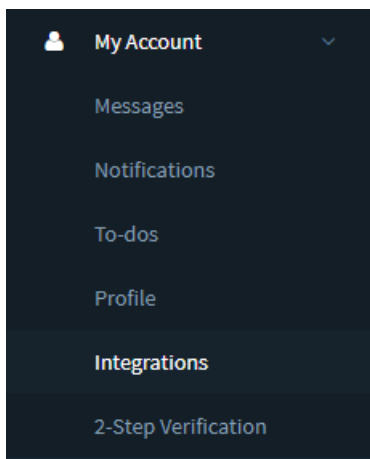 My Account
Messages
Notifications
To-dos
Profile
Integrations
2-Step Verification